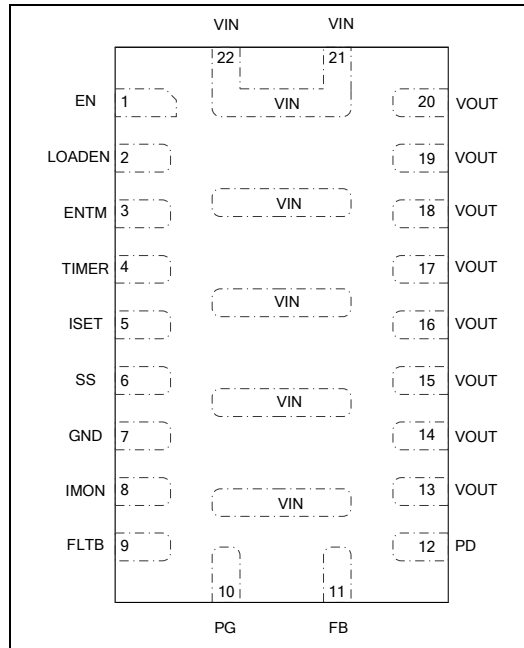 VIN VIN
22 21
EN 1 VIN 20 VOUT
LOADEN 2 19 VOUT
ENTM 3 VIN 18 VOUT
TIMER 4 17 VOUT
VIN
ISET 5 16 VOUT
SS 6 15 VOUT
VIN
GND 7 14 VOUT
IMON 8 13 VOUT
VIN
FLTB 9 12 PD
10 11
PG FB